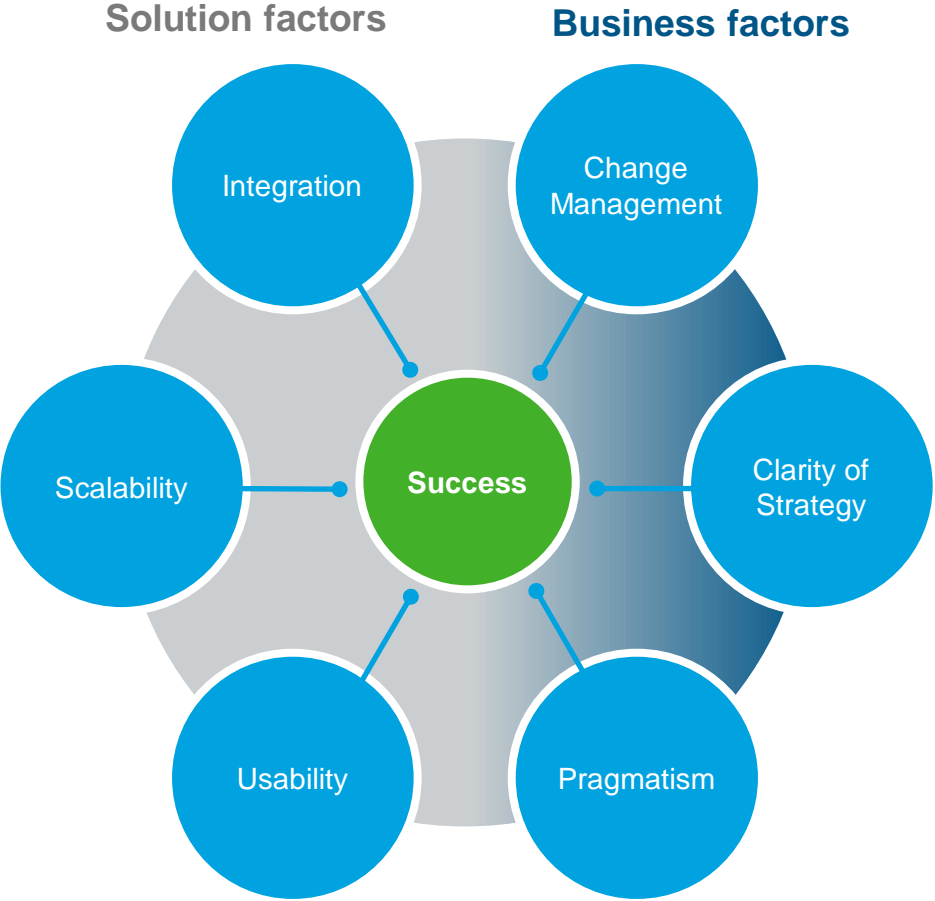 Solution factors
Business factors
Integration
Change
Management
Scalability
Success
Clarity of
Strategy
Usability
Pragmatism